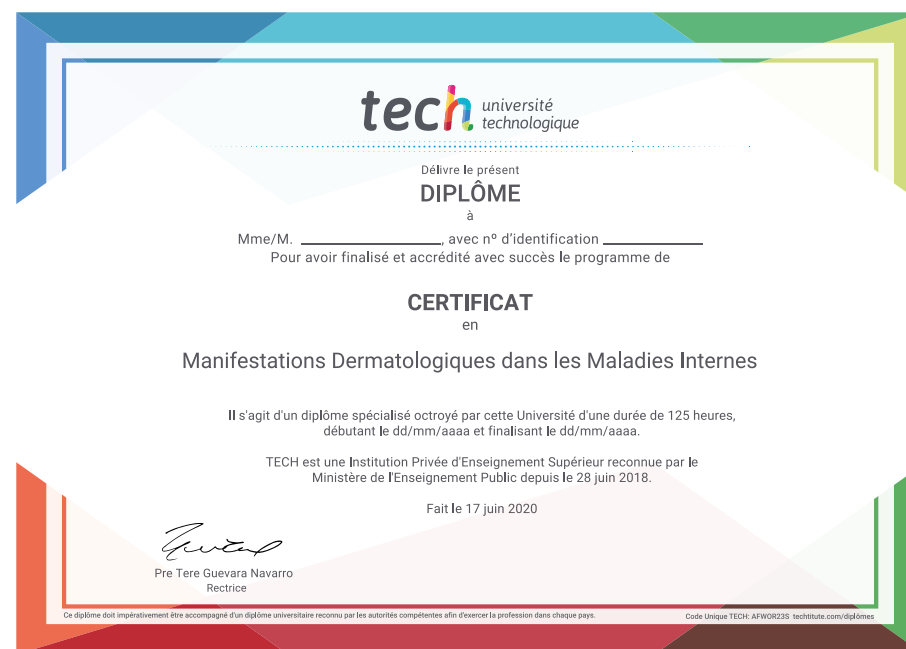 tech université
technologique
Délivre le présent
DIPLÔME
à
Mme/M. ____________________, avec nº d'identification ______________
Pour avoir finalisé et accrédité avec succès le programme de
CERTIFICAT
en
Manifestations Dermatologiques dans les Maladies Internes
Il s'agit d'un diplôme spécialisé octroyé par cette Université d'une durée de 125 heures,
débutant le dd/mm/aaaa et finalisant le dd/mm/aaaa.
TECH est une Institution Privée d'Enseignement Supérieur reconnue par le
Ministère de l'Enseignement Public depuis le 28 juin 2018.
Fait le 17 juin 2020
Pre Tere Guevara Navarro
Rectrice
Ce diplôme doit impérativement être accompagné d'un diplôme universitaire reconnu par les autorités compétentes afin d'exercer la profession dans chaque pays.
Code Unique TECH: AFWOR23S techtitute.com/diplômes